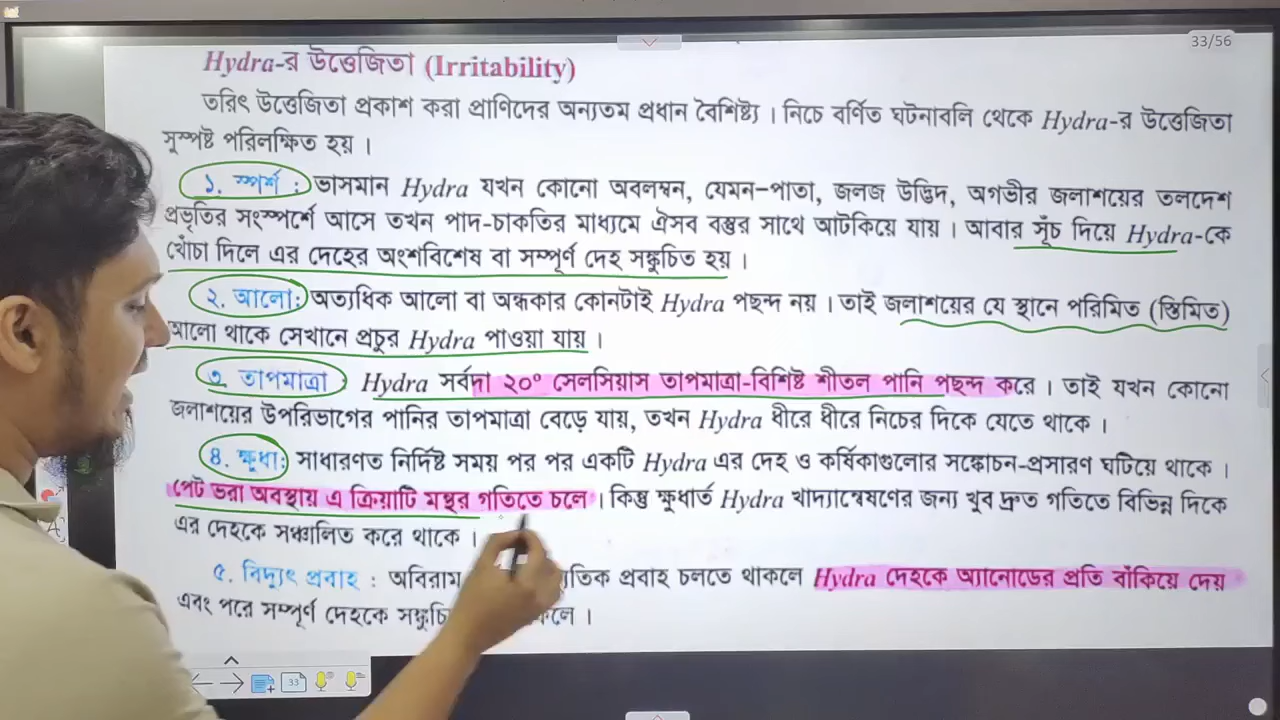 33/56
Hydra-র উত্তেজিতা (Irritability)
তরিৎ উত্তেজিতা প্রকাশ করা প্রাণিদের অন্যতম প্রধান বৈশিষ্ট্য । নিচে বর্ণিত ঘটনাবলি থেকে Hydra-র উত্তেজিতা
সুস্পষ্ট পরিলক্ষিত হয় ।
১. স্পর্শ : ভাসমান Hydra যখন কোনো অবলম্বন, যেমন-পাতা, জলজ উদ্ভিদ, অগভীর জলাশয়ের তলদেশ
প্রভৃতির সংস্পর্শে আসে তখন পাদ-চাকতির মাধ্যমে ঐসব বস্তুর সাথে আটকিয়ে যায় । আবার সূঁচ দিয়ে Hydra-কে
খোঁচা দিলে এর দেহের অংশবিশেষ বা সম্পূর্ণ দেহ সঙ্কুচিত হয় ।
২. আলো: অত্যধিক আলো বা অন্ধকার কোনটাই Hydra পছন্দ নয় । তাই জলাশয়ের যে স্থানে পরিমিত (স্তিমিত)
আলো থাকে সেখানে প্রচুর Hydra পাওয়া যায় ।
৩ তাপমাত্রা : Hydra সর্বদা ২০° সেলসিয়াস তাপমাত্রা-বিশিষ্ট শীতল পানি পছন্দ করে । তাই যখন কোনো
জলাশয়ের উপরিভাগের পানির তাপমাত্রা বেড়ে যায়, তখন Hydra ধীরে ধীরে নিচের দিকে যেতে থাকে ।
৪. ক্ষুধা: সাধারণত নির্দিষ্ট সময় পর পর একটি Hydra এর দেহ ও কর্ষিকাগুলোর সঙ্কোচন-প্রসারণ ঘটিয়ে থাকে ।
পেট ভরা অবস্থায় এ ক্রিয়াটি মন্থর গতিতে চলে । কিন্তু ক্ষুধার্ত Hydra খাদ্যান্বেষণের জন্য খুব দ্রুত গতিতে বিভিন্ন দিকে
এর দেহকে সঞ্চালিত করে থাকে ।
৫. বিদ্যুৎ প্রবাহ : অবিরাম প্রবাহ চলতে থাকলে Hydra দেহকে অ্যানোডের প্রতি বাঁকিয়ে দেয়
এবং পরে সম্পূর্ণ দেহকে ।
33